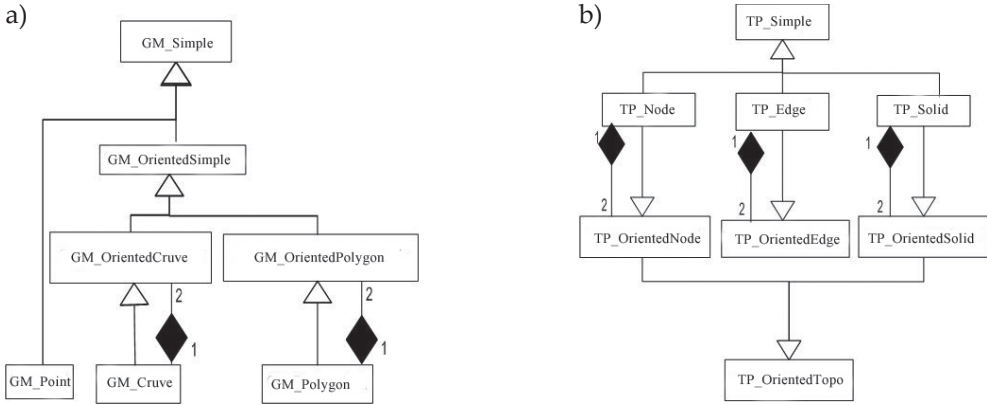 a)
GM_Simple
GM_OrientedSimple
GM_OrientedCruve
GM_OrientedPolygon
2
2
1
1
GM_Point
GM_Cruve
GM_Polygon
b)
TP_Simple
TP_Node
TP_Edge
TP_Solid
1
1
1
2
2
2
TP_OrientedNode
TP_OrientedEdge
TP_OrientedSolid
TP_OrientedTopo